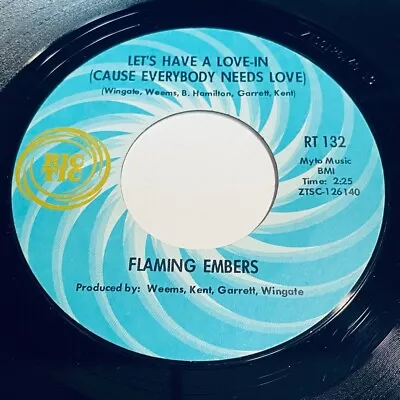 LET'S HAVE A LOVE-IN
(CAUSE EVERYBODY NEEDS LOVE)
(Wingate, Weems, B. Hamilton, Garrett, Kent)
RIC
TIC
RT 132
Myto Music
BMI
Time: 2:25
ZTSC-126140
FLAMING EMBERS
Produced by: Weems, Kent, Garrett, Wingate